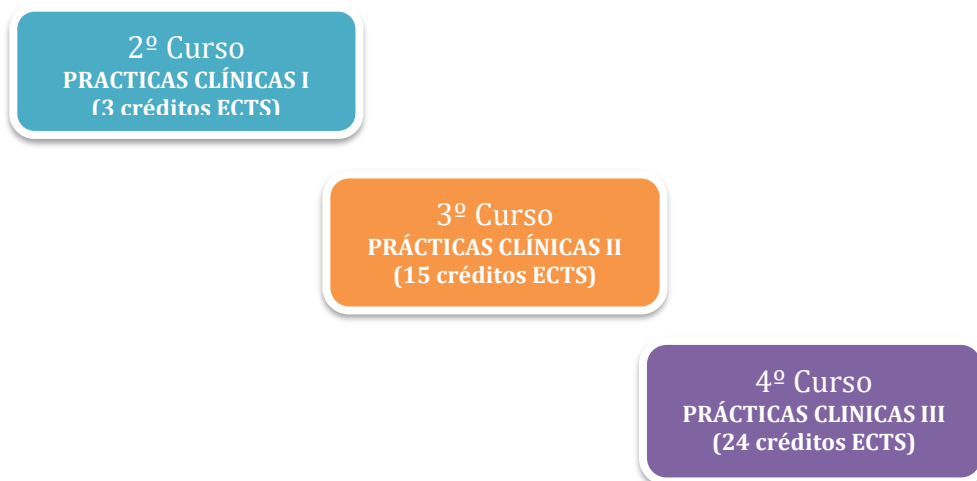 2º Curso
PRACTICAS CLÍNICAS I
(3 créditos ECTS)
3º Curso
PRÁCTICAS CLÍNICAS II
(15 créditos ECTS)
4º Curso
PRÁCTICAS CLINICAS III
(24 créditos ECTS)